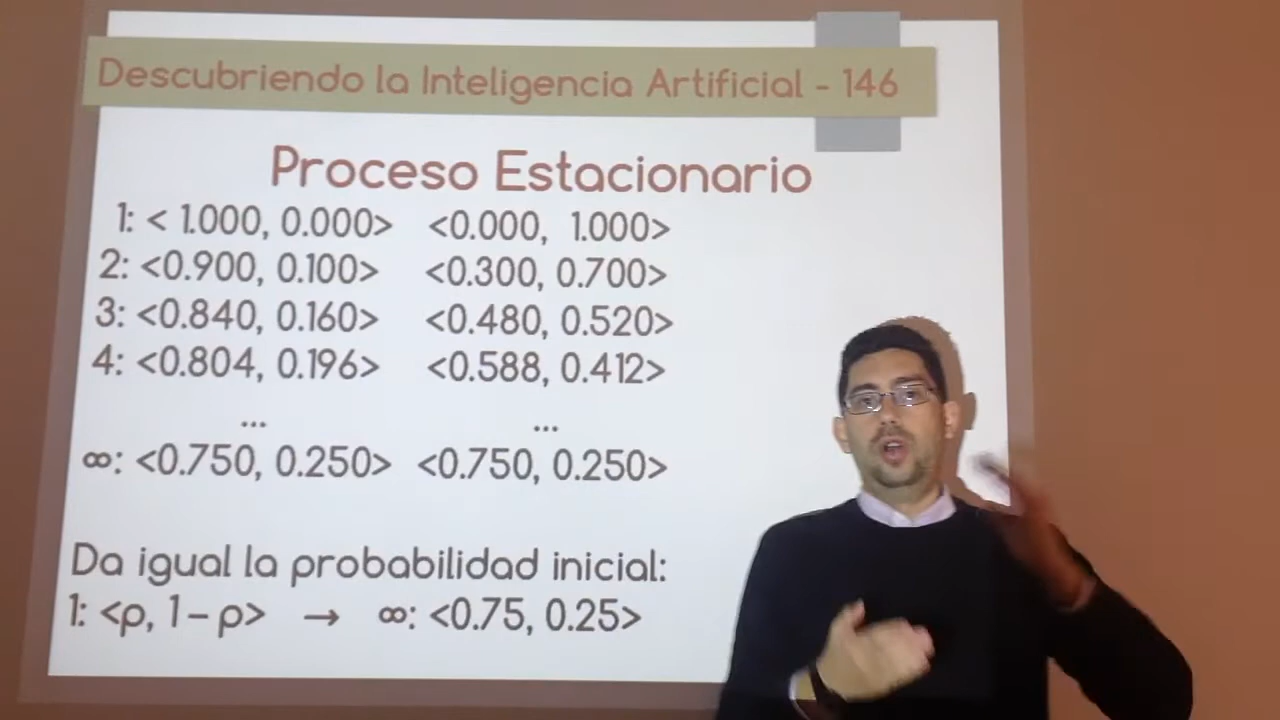 Descubriendo la Inteligencia Artificial - 146
Proceso Estacionario
1: < 1.000, 0.000> <0.000, 1.000>
2: <0.900, 0.100> <0.300, 0.700>
3: <0.840, 0.160> <0.480, 0.520>
4: <0.804, 0.196> <0.588, 0.412>
... ...
∞: <0.750, 0.250> <0.750, 0.250>
Da igual la probabilidad inicial:
1: <ρ, 1 – ρ> → ∞: <0.75, 0.25>